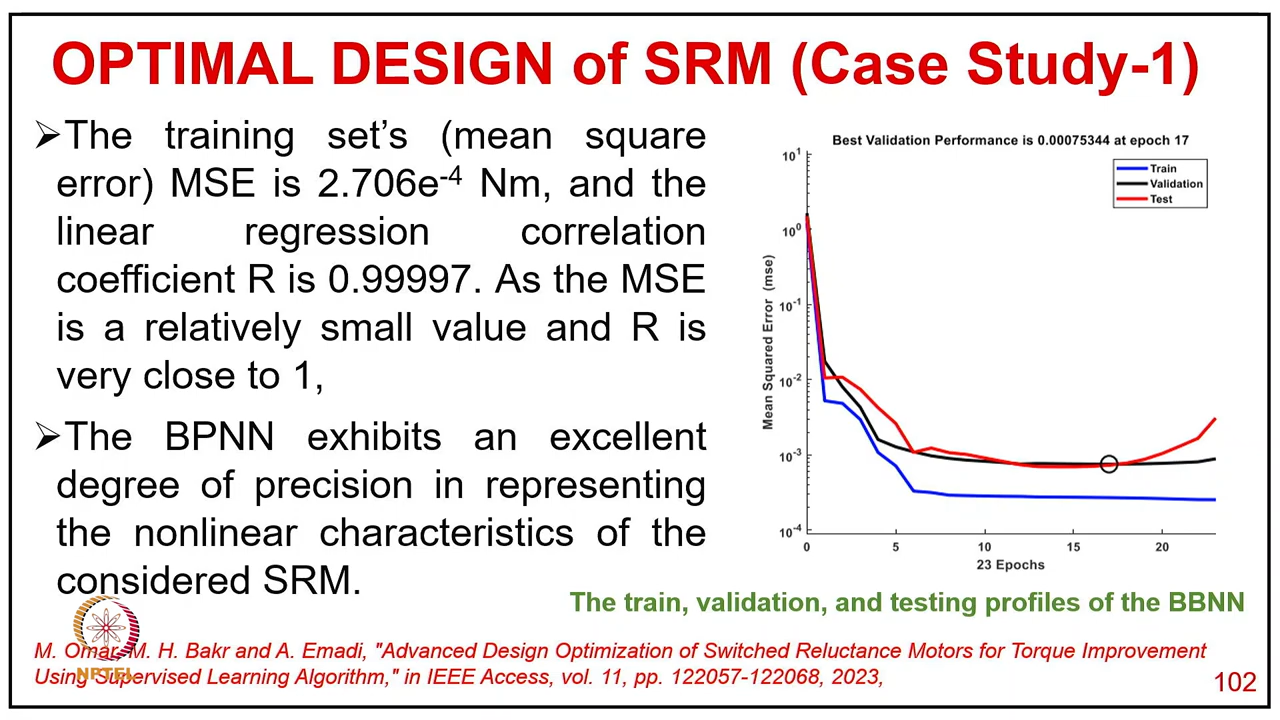 OPTIMAL DESIGN of SRM (Case Study-1)
➢The training set’s (mean square
error) MSE is 2.706e-4 Nm, and the
linear regression correlation
coefficient R is 0.99997. As the MSE
is a relatively small value and R is
very close to 1,
➢The BPNN exhibits an excellent
degree of precision in representing
the nonlinear characteristics of the
considered SRM.
Best Validation Performance is 0.00075344 at epoch 17
Train
Validation
Test
Mean Squared Error (mse)
10^1
10^0
10^-1
10^-2
10^-3
10^-4
0 5 10 15 20
23 Epochs
The train, validation, and testing profiles of the BBNN
M. Omar, M. H. Bakr and A. Emadi, "Advanced Design Optimization of Switched Reluctance Motors for Torque Improvement
Using Supervised Learning Algorithm," in IEEE Access, vol. 11, pp. 122057-122068, 2023,
NPTEL
102